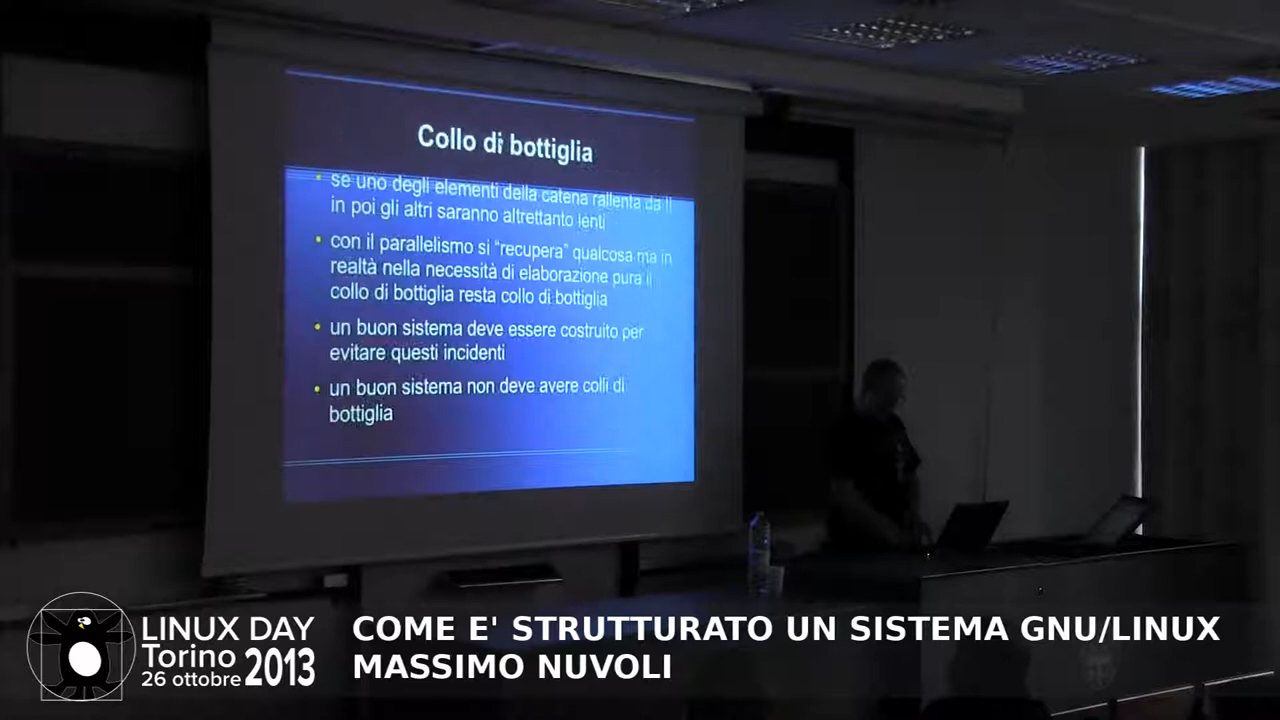 Collo di bottiglia
• se uno degli elementi della catena rallenta da lì
in poi gli altri saranno altrettanto lenti
• con il parallelismo si “recupera” qualcosa ma in
realtà nella necessità di elaborazione pura il
collo di bottiglia resta collo di bottiglia
• un buon sistema deve essere costruito per
evitare questi incidenti
• un buon sistema non deve avere colli di
bottiglia
LINUX DAY
Torino 2013
26 ottobre
COME E' STRUTTURATO UN SISTEMA GNU/LINUX
MASSIMO NUVOLI